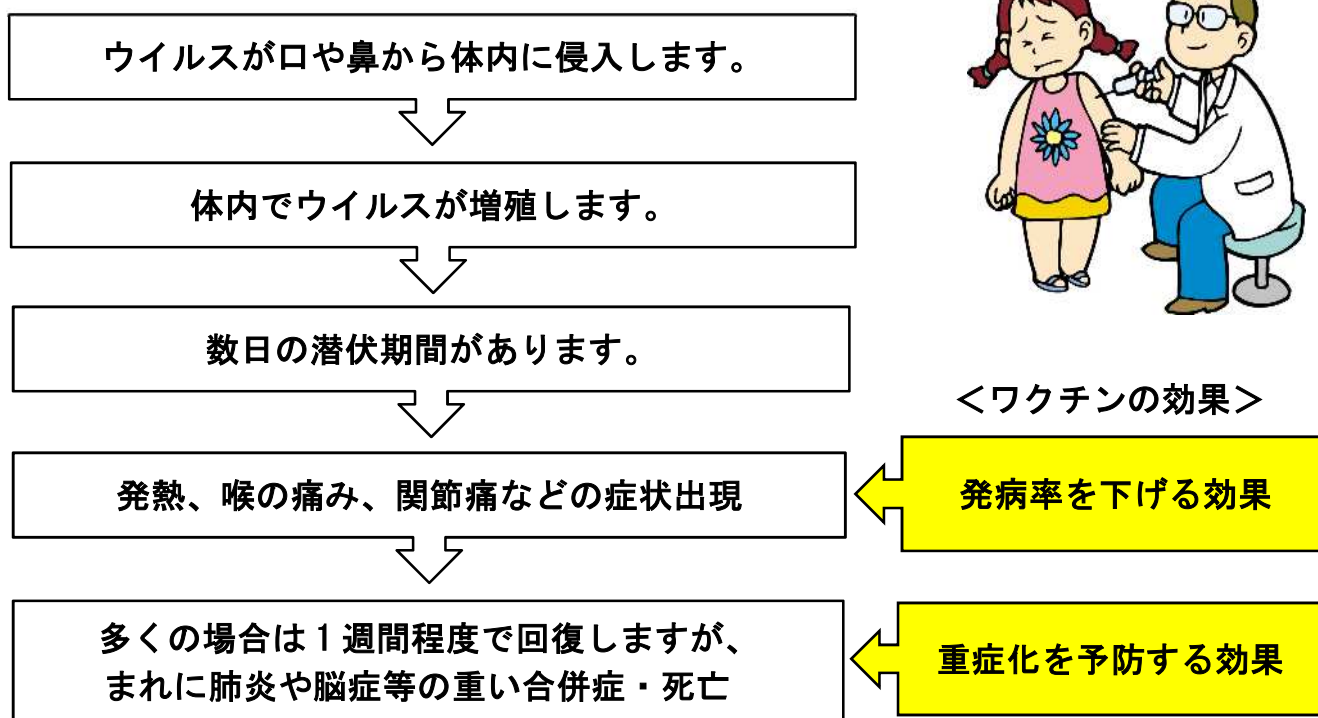 ウイルスが口や鼻から体内に侵入します。
体内でウイルスが増殖します。
数日の潜伏期間があります。
<ワクチンの効果>
発熱、喉の痛み、関節痛などの症状出現
発病率を下げる効果
多くの場合は1週間程度で回復しますが、
まれに肺炎や脳症等の重い合併症・死亡
重症化を予防する効果